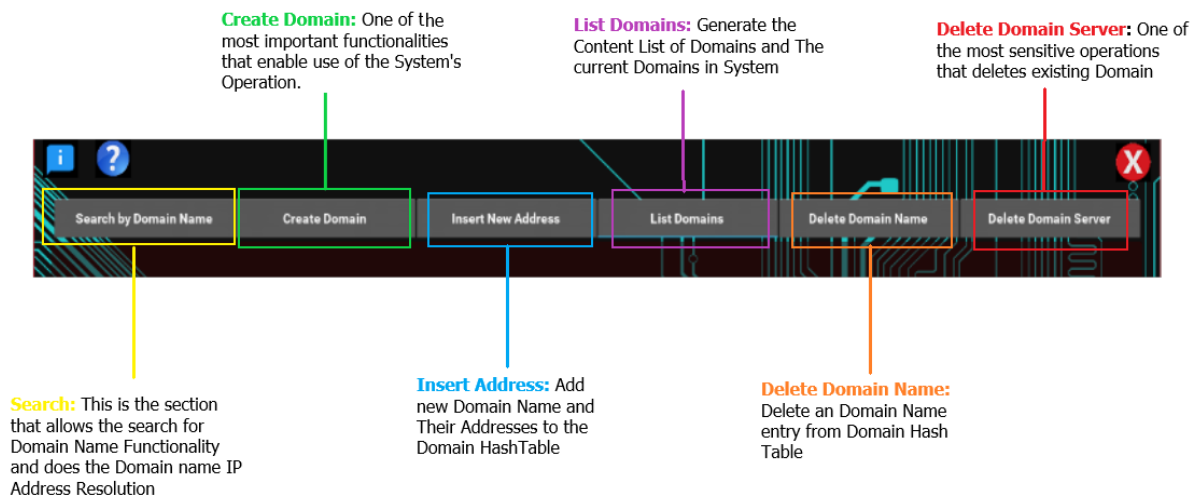 Create Domain: One of the
most important functionalities
that enable use of the System's
Operation.
List Domains: Generate the
Content List of Domains and The
current Domains in System
Delete Domain Server: One of
the most sensitive operations
that deletes existing Domain
i
?
X
Search by Domain Name
Create Domain
Insert New Address
List Domains
Delete Domain Name
Delete Domain Server
Search: This is the section
that allows the search for
Domain Name Functionality
and does the Domain name IP
Address Resolution
Insert Address: Add
new Domain Name and
Their Addresses to the
Domain HashTable
Delete Domain Name:
Delete an Domain Name
entry from Domain Hash
Table